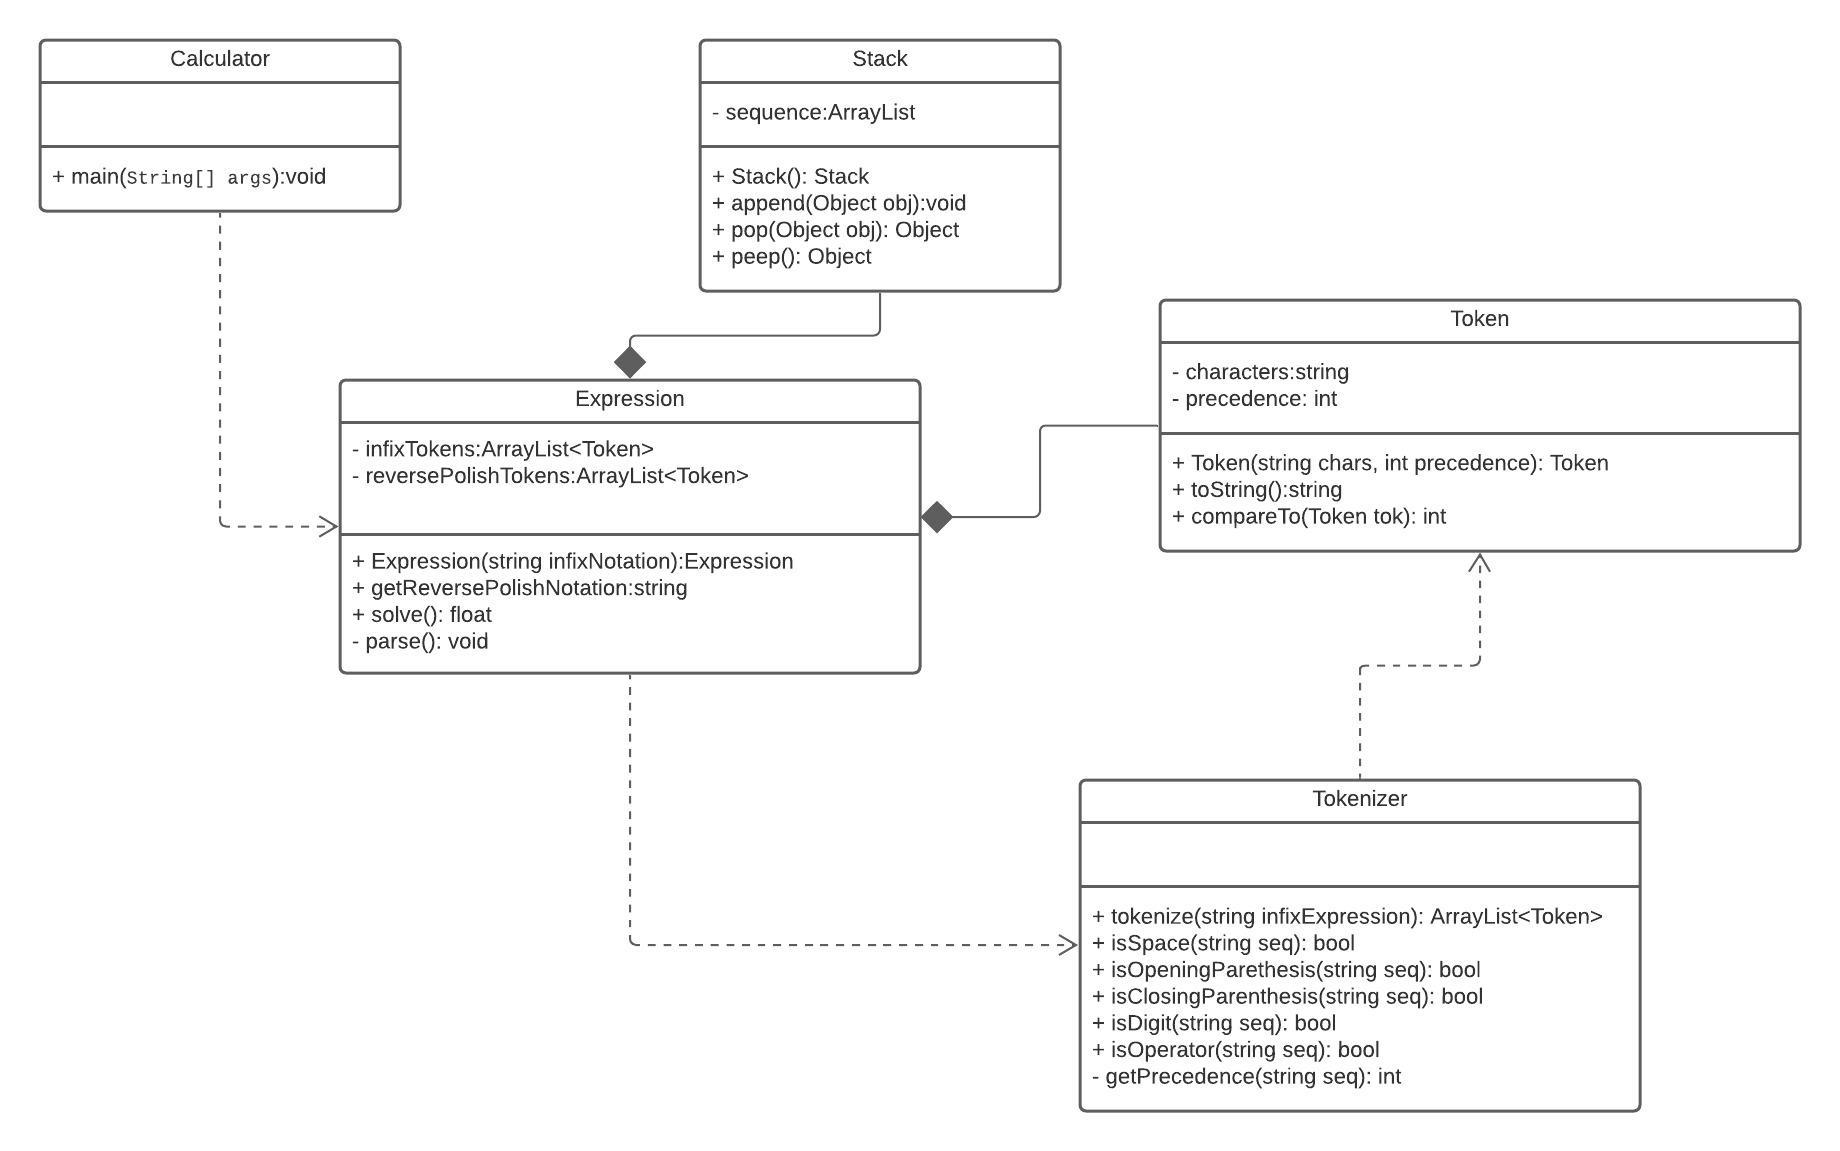 Calculator
+ main(String[] args):void
Stack
- sequence:ArrayList
+ Stack(): Stack
+ append(Object obj):void
+ pop(Object obj): Object
+ peep(): Object
Token
- characters:string
- precedence: int
+ Token(string chars, int precedence): Token
+ toString():string
+ compareTo(Token tok): int
Expression
- infixTokens:ArrayList<Token>
- reversePolishTokens:ArrayList<Token>
+ Expression(string infixNotation):Expression
+ getReversePolishNotation:string
+ solve(): float
- parse(): void
Tokenizer
+ tokenize(string infixExpression): ArrayList<Token>
+ isSpace(string seq): bool
+ isOpeningParethesis(string seq): bool
+ isClosingParenthesis(string seq): bool
+ isDigit(string seq): bool
+ isOperator(string seq): bool
- getPrecedence(string seq): int